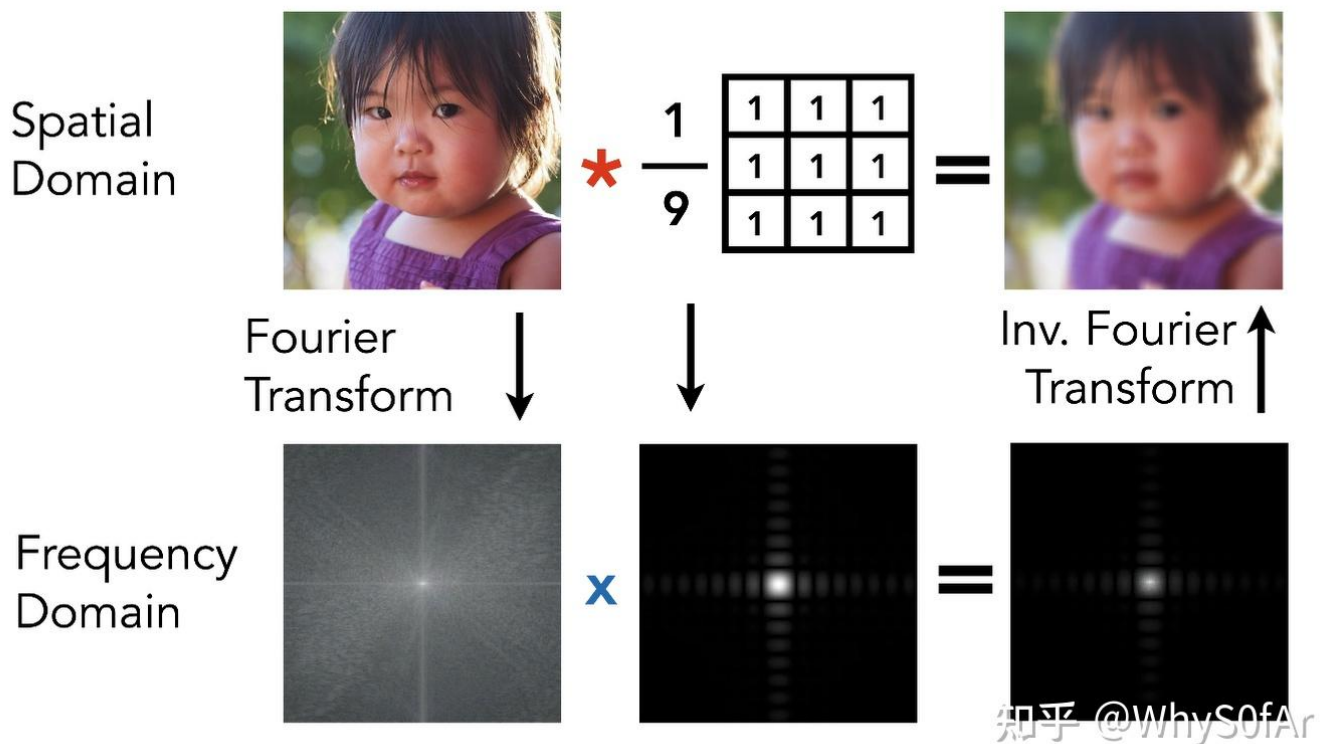 Spatial
Domain
*
1
9
1 1 1
1 1 1
1 1 1
=
Fourier
Transform
Inv. Fourier
Transform
Frequency
Domain
x
=
知乎 @WhyS0fAr